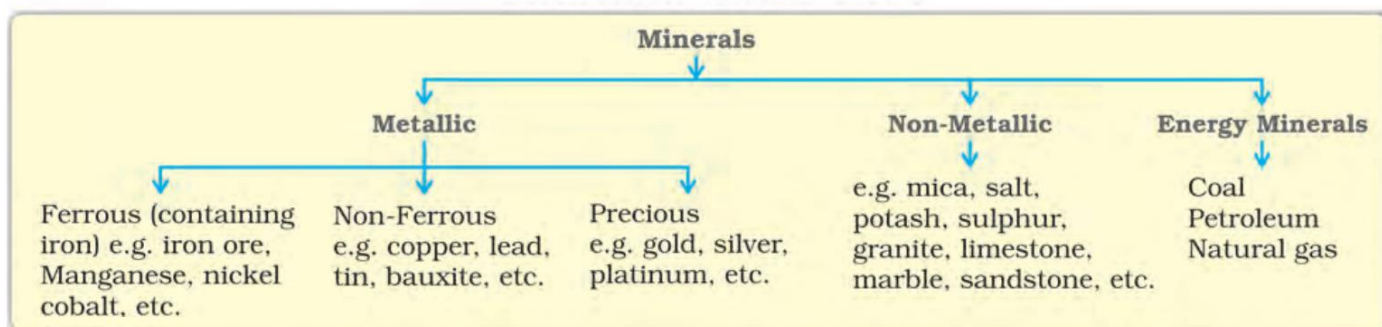 Minerals
Metallic
Non-Metallic
Energy Minerals
Ferrous (containing
iron) e.g. iron ore,
Manganese, nickel
cobalt, etc.
Non-Ferrous
e.g. copper, lead,
tin, bauxite, etc.
Precious
e.g. gold, silver,
platinum, etc.
e.g. mica, salt,
potash, sulphur,
granite, limestone,
marble, sandstone, etc.
Coal
Petroleum
Natural gas